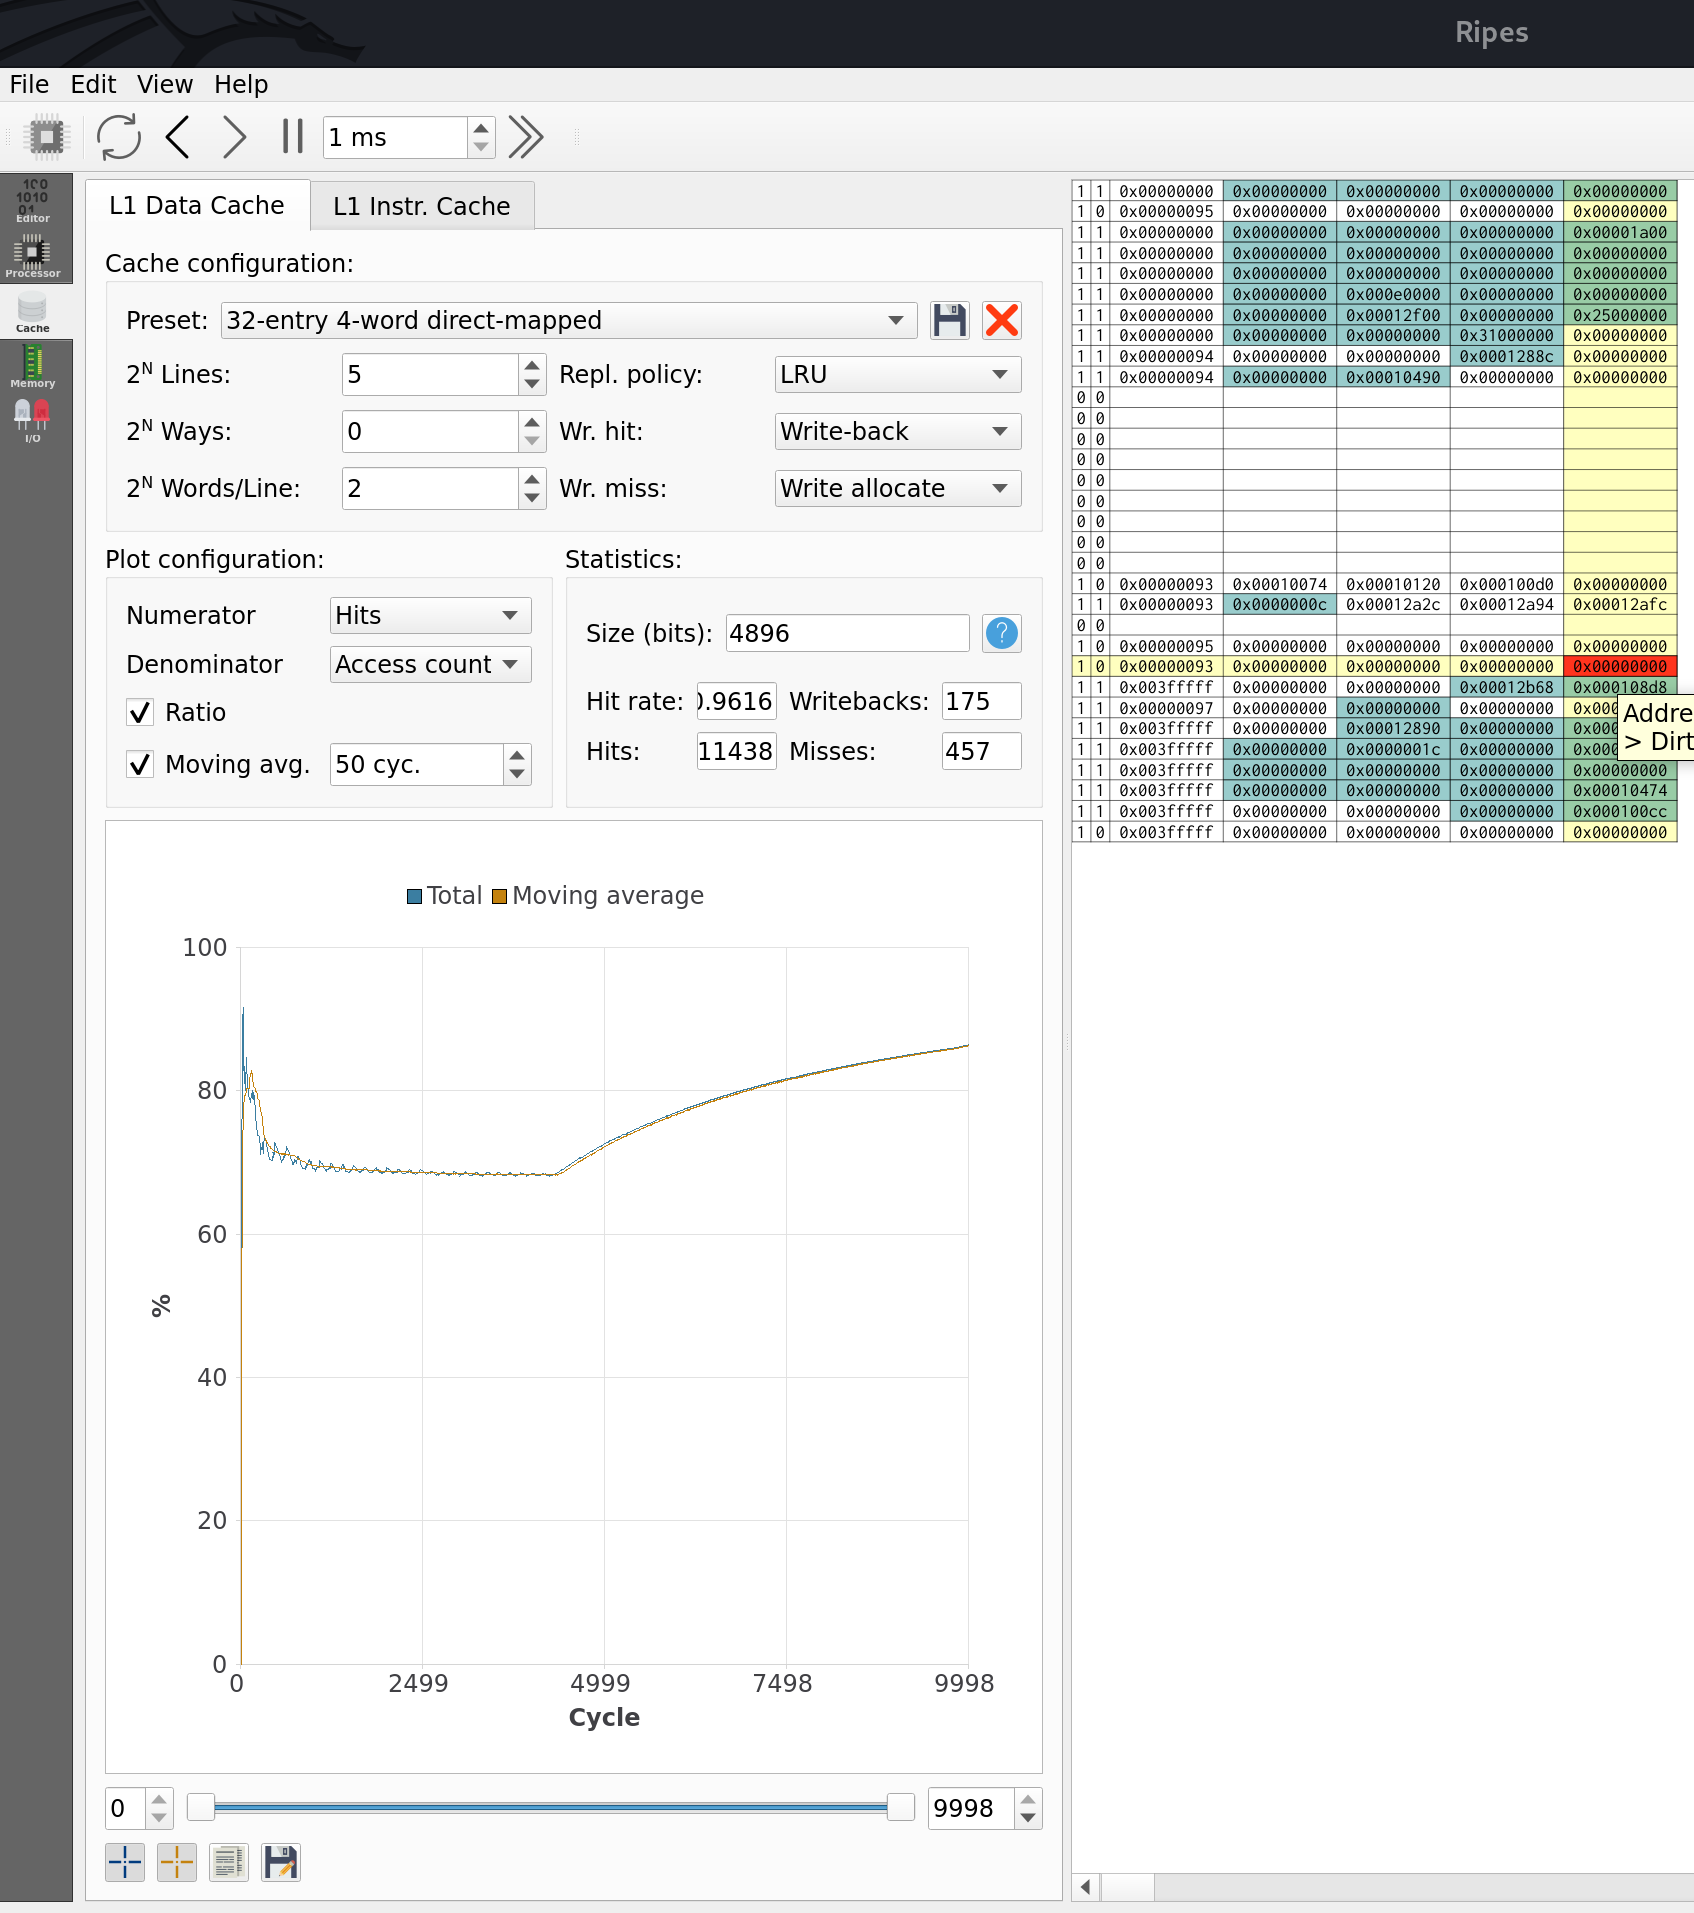 Ripes
File Edit View Help
1 ms
Editor
Processor
Cache
Memory
I/O
L1 Data Cache L1 Instr. Cache
Cache configuration:
Preset: 32-entry 4-word direct-mapped
2N Lines: 5 Repl. policy: LRU
2N Ways: 0 Wr. hit: Write-back
2N Words/Line: 2 Wr. miss: Write allocate
Plot configuration:
Numerator Hits
Denominator Access count
Ratio
Moving avg. 50 cyc.
Statistics:
Size (bits): 4896
Hit rate: 0.9616 Writebacks: 175
Hits: 11438 Misses: 457
Total Moving average
100
80
60
40
20
0
%
0 2499 4999 7498 9998
Cycle
0 9998
1 1 0x00000000 0x00000000 0x00000000 0x00000000 0x00000000
1 0 0x00000095 0x00000000 0x00000000 0x00000000 0x00000000
1 1 0x00000000 0x00000000 0x00000000 0x00000000 0x00001a00
1 1 0x00000000 0x00000000 0x00000000 0x00000000 0x00000000
1 1 0x00000000 0x00000000 0x00000000 0x00000000 0x00000000
1 1 0x00000000 0x00000000 0x000e0000 0x00000000 0x00000000
1 1 0x00000000 0x00000000 0x00012f00 0x00000000 0x25000000
1 1 0x00000000 0x00000000 0x00000000 0x31000000 0x00000000
1 1 0x00000094 0x00000000 0x00000000 0x0001288c 0x00000000
1 1 0x00000094 0x00000000 0x00010490 0x00000000 0x00000000
0 0
0 0
0 0
0 0
0 0
0 0
0 0
0 0
0 0
1 0 0x00000093 0x00010074 0x00010120 0x000100d0 0x00000000
1 1 0x00000093 0x0000000c 0x00012a2c 0x00012a94 0x00012afc
0 0
1 0 0x00000095 0x00000000 0x00000000 0x00000000 0x00000000
1 0 0x00000093 0x00000000 0x00000000 0x00000000 0x00000000
1 1 0x003fffff 0x00000000 0x00000000 0x00012b68 0x000108d8
1 1 0x00000097 0x00000000 0x00000000 0x00000000 0x000
1 1 0x003fffff 0x00000000 0x00012890 0x00000000 0x000
1 1 0x003fffff 0x00000000 0x0000001c 0x00000000 0x000
1 1 0x003fffff 0x00000000 0x00000000 0x00000000 0x00000000
1 1 0x003fffff 0x00000000 0x00000000 0x00000000 0x00010474
1 1 0x003fffff 0x00000000 0x00000000 0x00000000 0x000100cc
1 0 0x003fffff 0x00000000 0x00000000 0x00000000 0x00000000
Addre
> Dirt